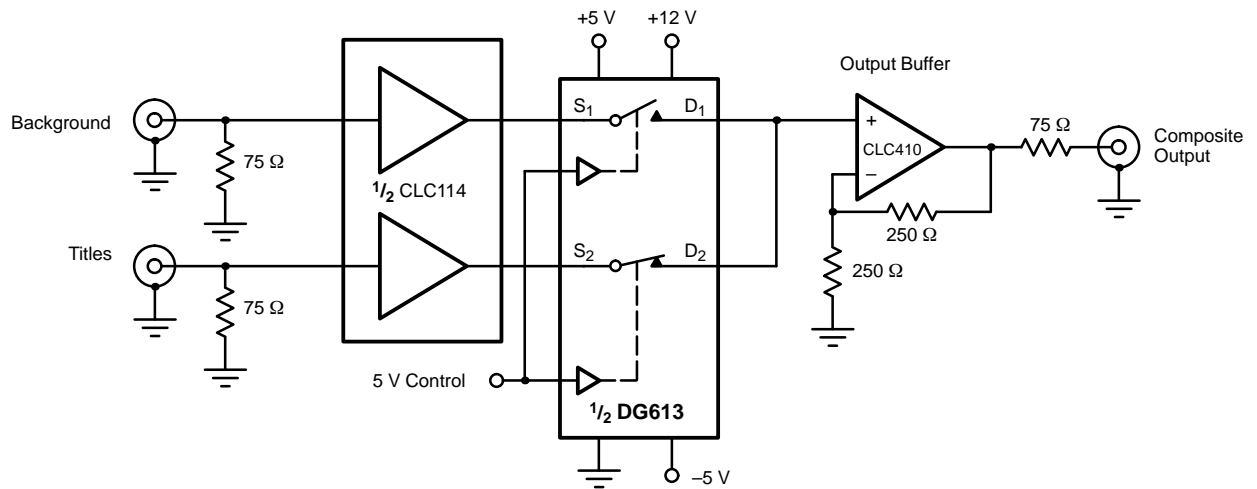 +5 V
+12 V
Output Buffer
Background
75 Ω
½ CLC114
S₁
D₁
+
CLC410
–
75 Ω
Composite
Output
250 Ω
250 Ω
Titles
75 Ω
S₂
D₂
5 V Control
½ DG613
–5 V